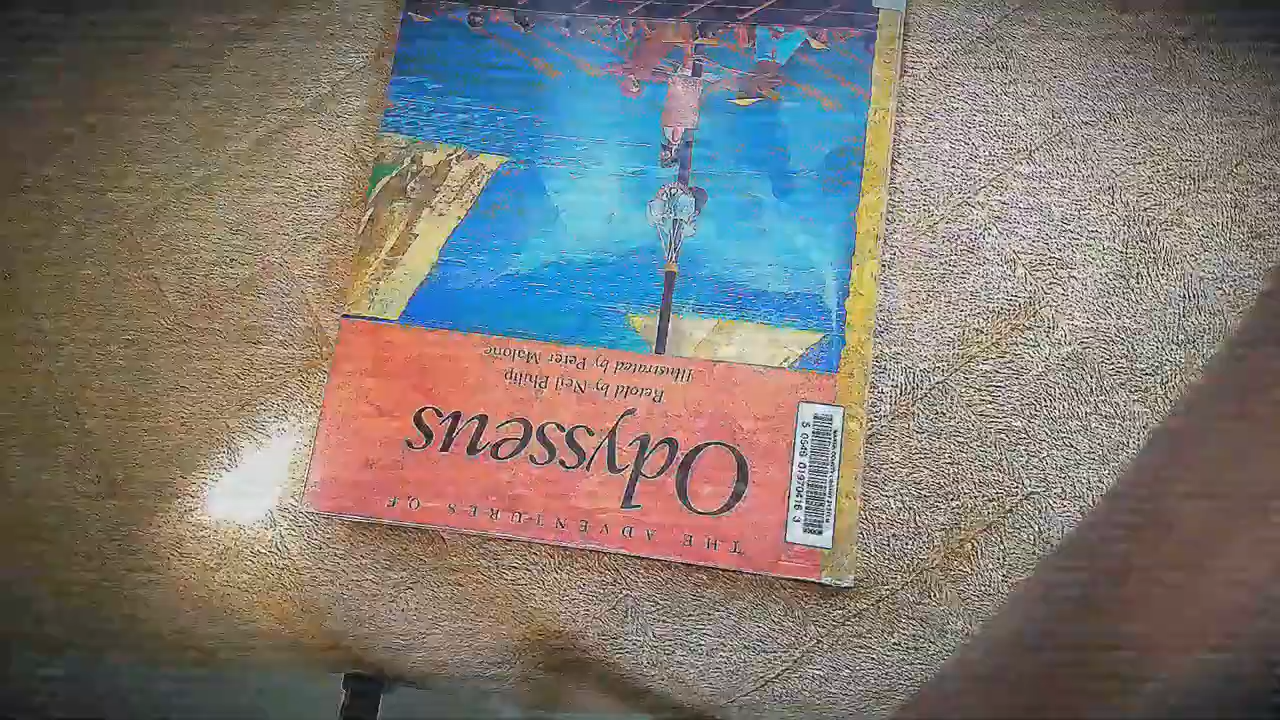 THE ADVENTURES OF
Odysseus
Retold by Neil Philip
Illustrated by Peter Malone